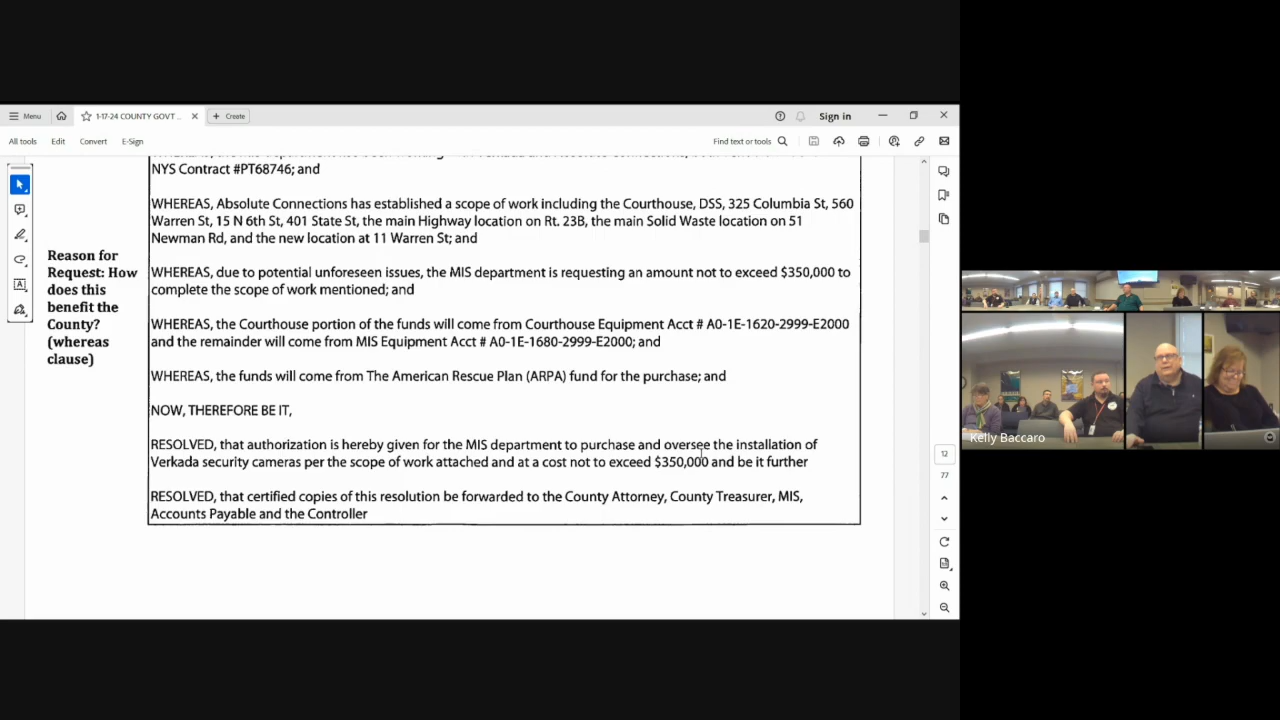 Menu
1-17-24 COUNTY GOVT ...
Create
Sign in
All tools
Edit
Convert
E-Sign
Find text or tools
NYS Contract #PT68746; and
WHEREAS, Absolute Connections has established a scope of work including the Courthouse, DSS, 325 Columbia St, 560
Warren St, 15 N 6th St, 401 State St, the main Highway location on Rt. 23B, the main Solid Waste location on 51
Newman Rd, and the new location at 11 Warren St; and
Reason for
Request: How
does this
benefit the
County?
(whereas
clause)
WHEREAS, due to potential unforeseen issues, the MIS department is requesting an amount not to exceed $350,000 to
complete the scope of work mentioned; and
WHEREAS, the Courthouse portion of the funds will come from Courthouse Equipment Acct # A0-1E-1620-2999-E2000
and the remainder will come from MIS Equipment Acct # A0-1E-1680-2999-E2000; and
WHEREAS, the funds will come from The American Rescue Plan (ARPA) fund for the purchase; and
NOW, THEREFORE BE IT,
RESOLVED, that authorization is hereby given for the MIS department to purchase and oversee the installation of
Verkada security cameras per the scope of work attached and at a cost not to exceed $350,000 and be it further
RESOLVED, that certified copies of this resolution be forwarded to the County Attorney, County Treasurer, MIS,
Accounts Payable and the Controller
12
77
Kelly Baccaro